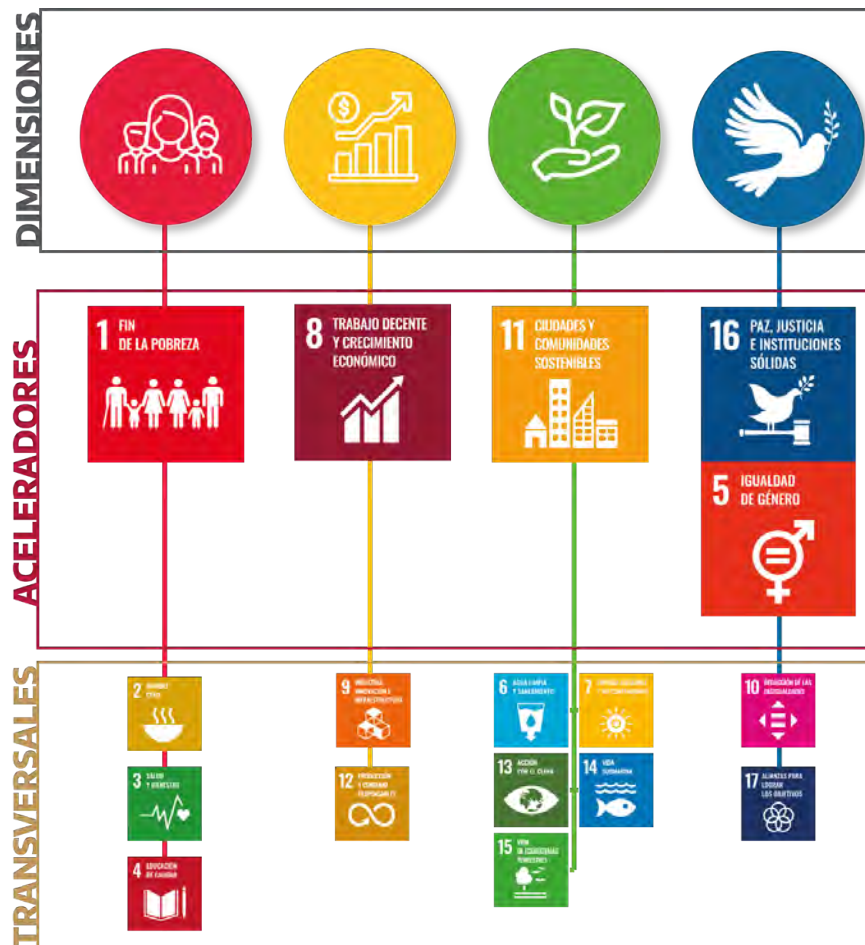 DIMENSIONES
$
ACELERADORES
1 FIN
DE LA POBREZA
8 TRABAJO DECENTE
Y CRECIMIENTO
ECONÓMICO
11 CIUDADES Y
COMUNIDADES
SOSTENIBLES
16 PAZ, JUSTICIA
E INSTITUCIONES
SÓLIDAS
5 IGUALDAD
DE GÉNERO
TRANSVERSALES
2 HAMBRE
CERO
3 SALUD
Y BIENESTAR
4 EDUCACIÓN
DE CALIDAD
9 INDUSTRIA,
INNOVACIÓN E
INFRAESTRUCTURA
12 PRODUCCIÓN
Y CONSUMO
RESPONSABLES
6 AGUA LIMPIA
Y SANEAMIENTO
7
13 ACCIÓN
POR EL CLIMA
14 VIDA
SUBMARINA
15 VIDA
DE ECOSISTEMAS
TERRESTRES
10 REDUCCIÓN DE LAS
DESIGUALDADES
17 ALIANZAS PARA
LOGRAR
LOS OBJETIVOS